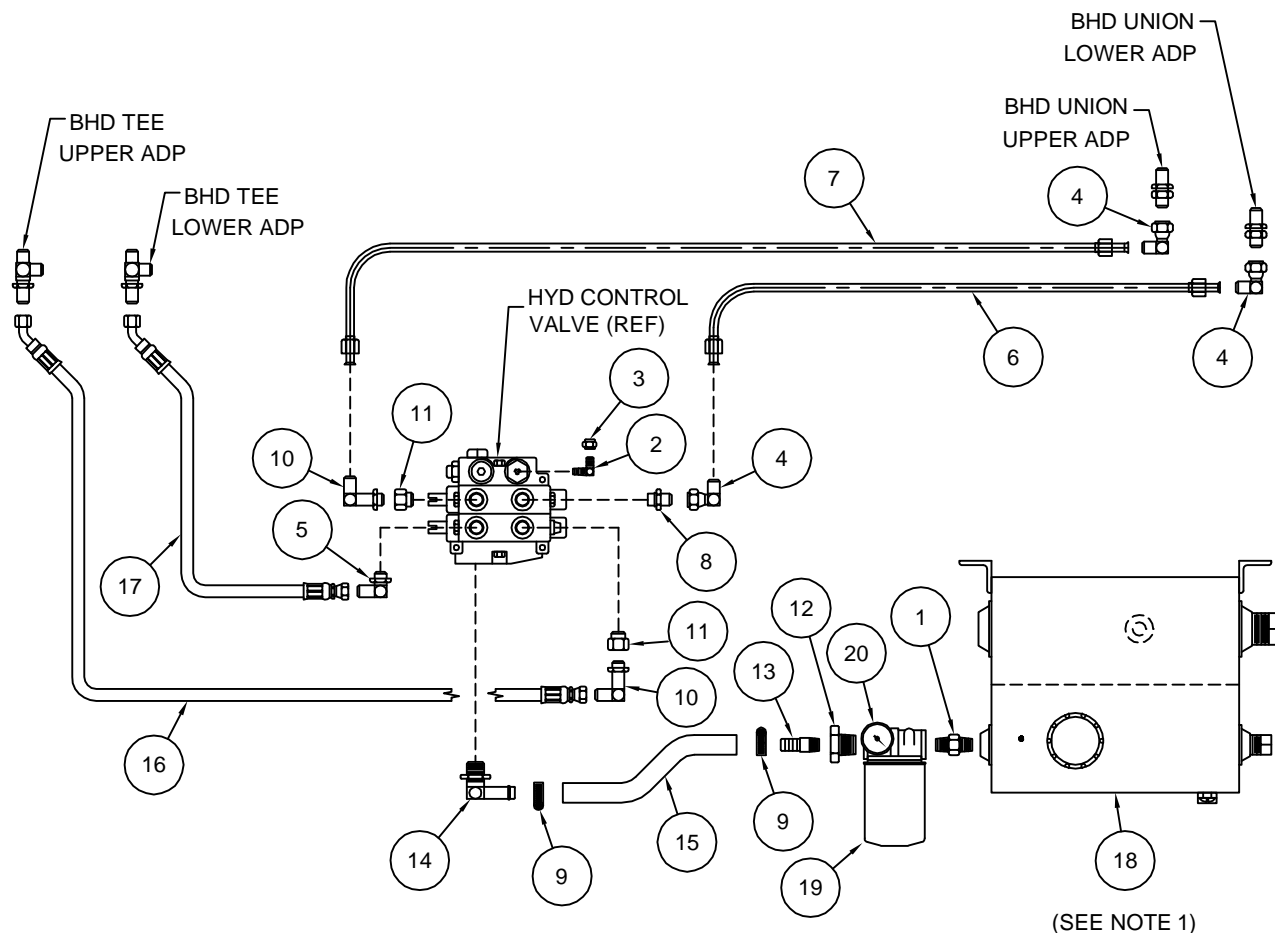 BHD UNION
LOWER ADP
BHD UNION
UPPER ADP
BHD TEE
UPPER ADP
BHD TEE
LOWER ADP
7
4
HYD CONTROL
VALVE (REF)
6
4
3
11
2
10
4
5
8
17
12
1
11
20
13
10
16
9
15
14
9
19
18
(SEE NOTE 1)